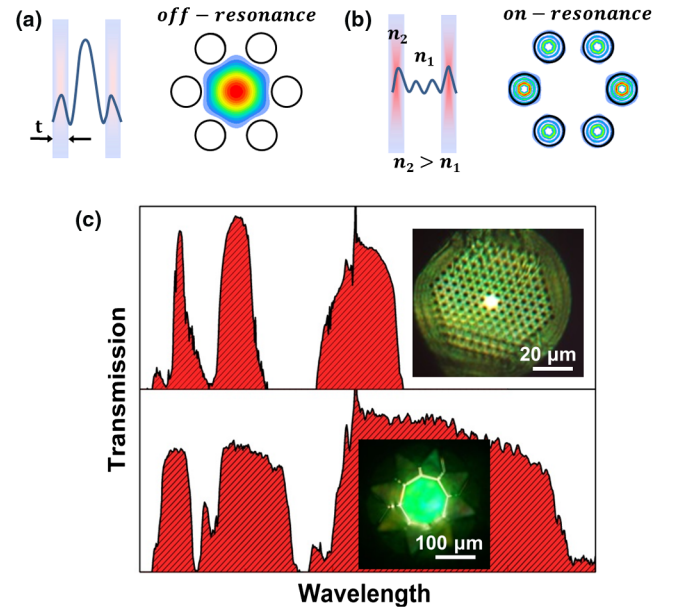 (a)
off − resonance
t
(b)
on − resonance
n₂
n₁
n₂ > n₁
(c)
Transmission
20 µm
100 µm
Wavelength